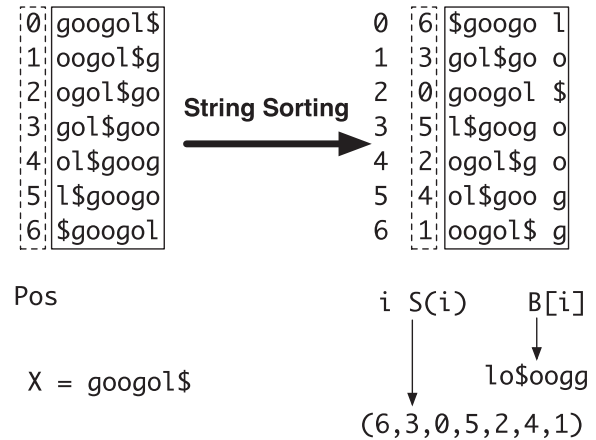 0 googol$ 0 6 $googo l
1 oogol$g 1 3 gol$go o
2 ogol$go 2 0 googol $
String Sorting
3 gol$goo 3 5 l$goog o
4 ol$goog 4 2 ogol$g o
5 l$googo 5 4 ol$goo g
6 $googol 6 1 oogol$ g
Pos i S(i) B[i]
X = googol$ lo$oogg
(6,3,0,5,2,4,1)